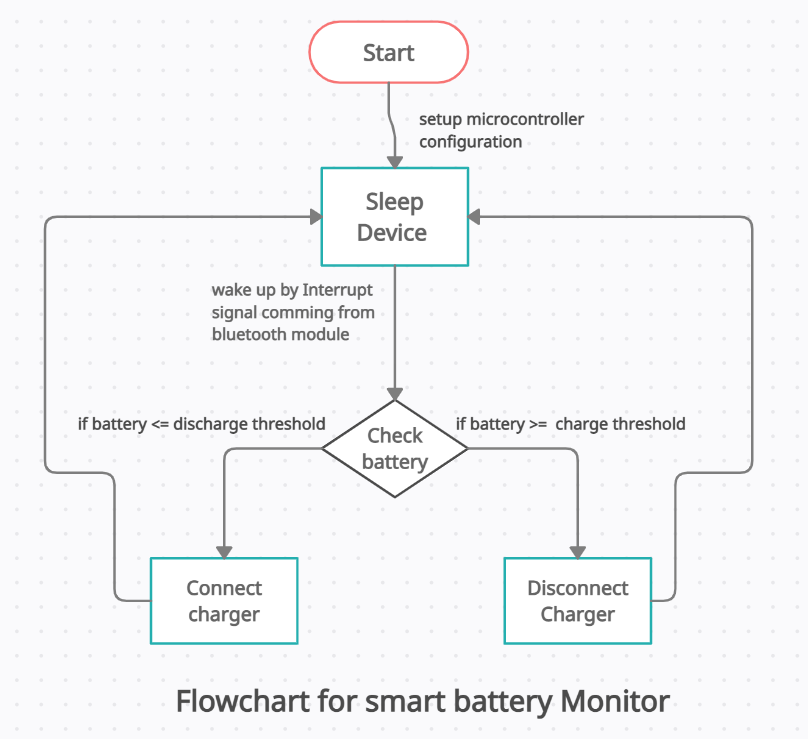 Start
setup microcontroller
configuration
Sleep
Device
wake up by Interrupt
signal comming from
bluetooth module
if battery <= discharge threshold
if battery >=  charge threshold
Check
battery
Connect
charger
Disconnect
Charger
Flowchart for smart battery Monitor